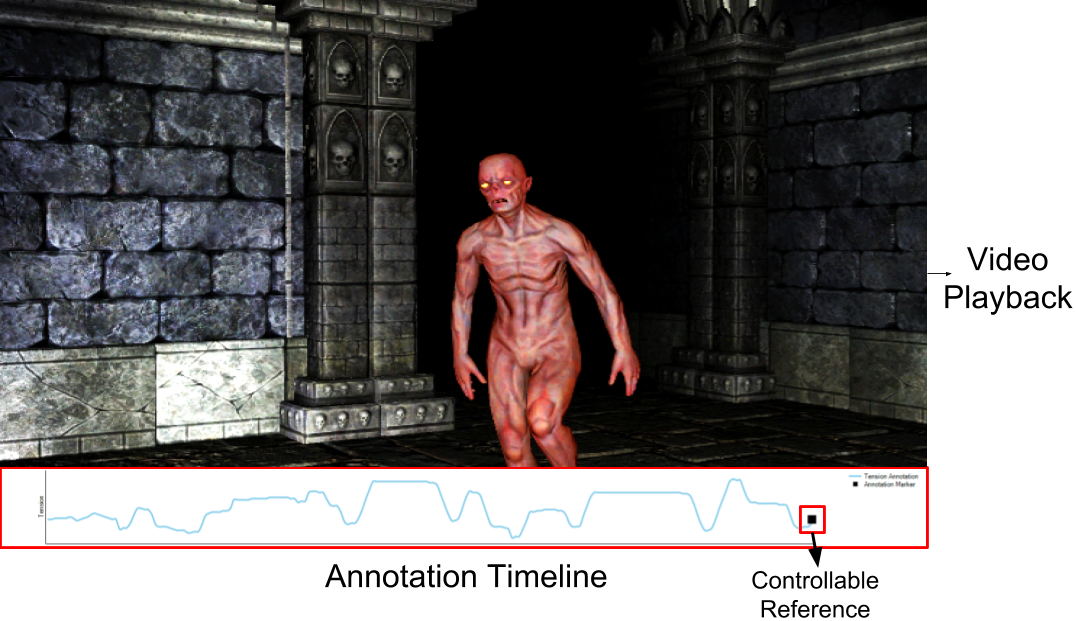 Video
Playback
Tension
Tension Annotation
Annotation Marker
Annotation Timeline
Controllable
Reference